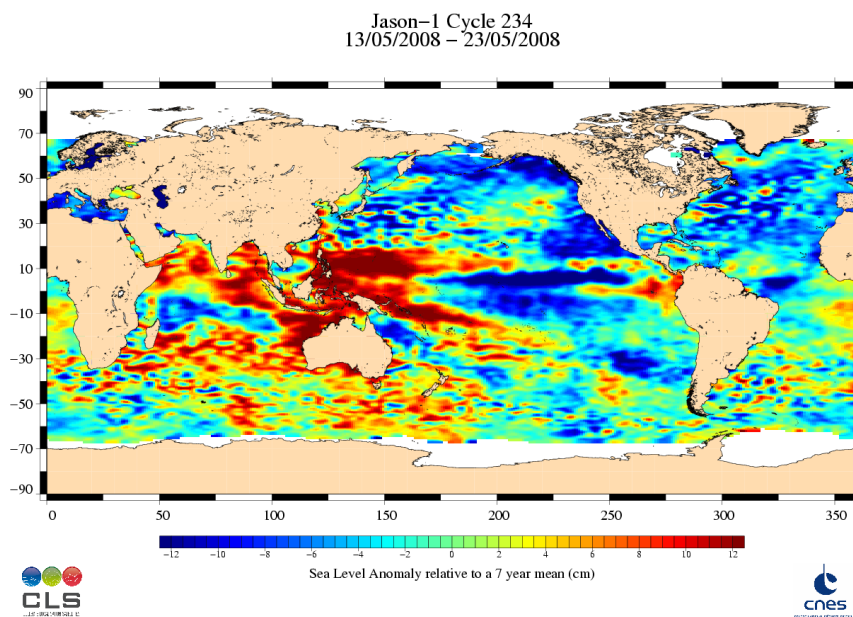 Jason−1 Cycle 234
13/05/2008 − 23/05/2008
90
70
50
30
10
−10
−30
−50
−70
−90
0 50 100 150 200 250 300 350
−12 −10 −8 −6 −4 −2 0 2 4 6 8 10 12
Sea Level Anomaly relative to a 7 year mean (cm)
CLS
cnes